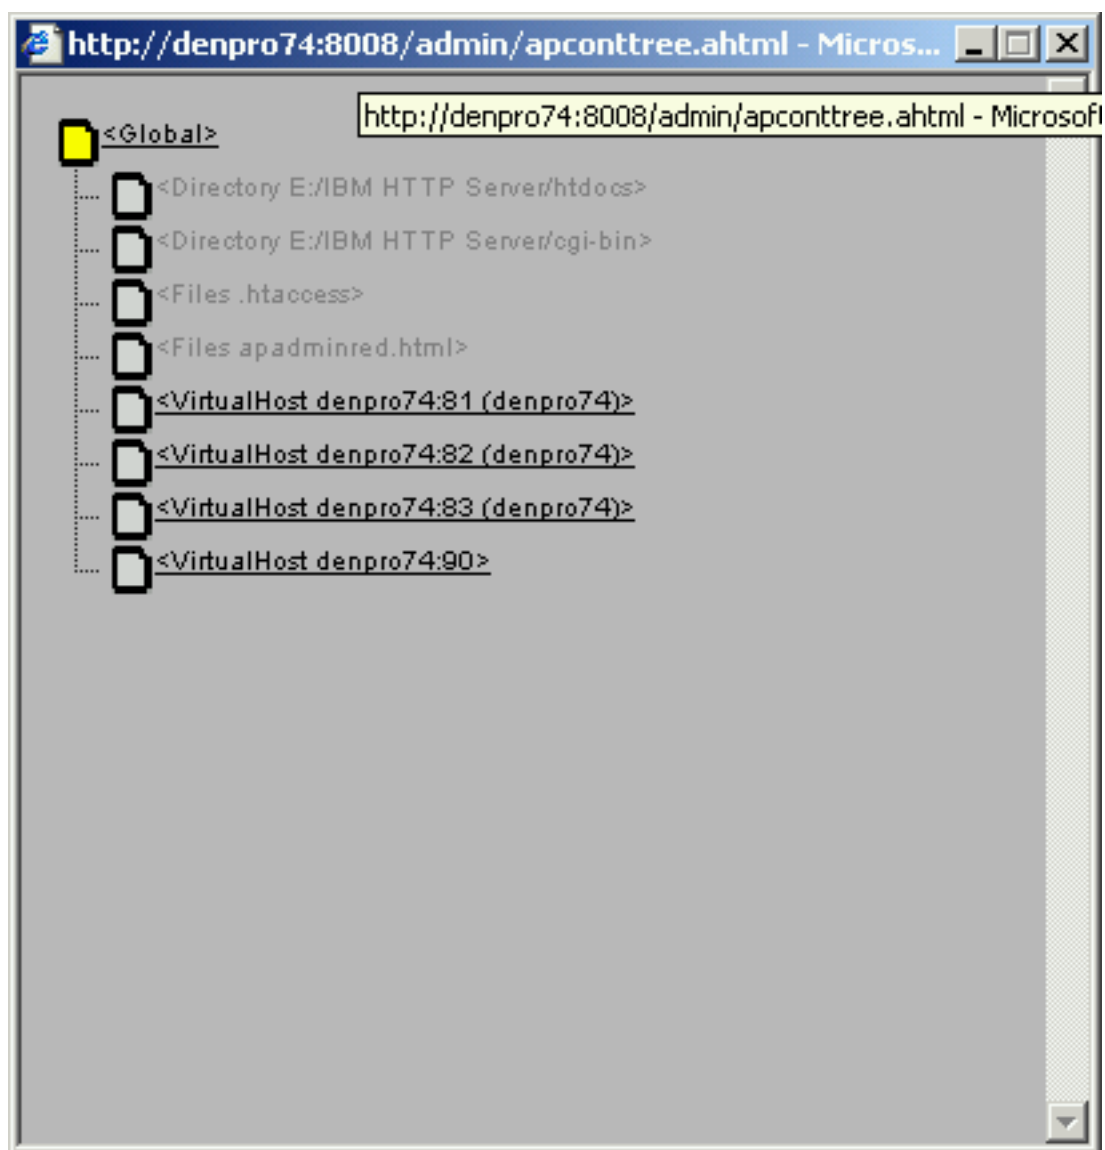 http://denpro74:8008/admin/apconttree.ahtml - Micros...
http://denpro74:8008/admin/apconttree.ahtml - Microsoft
<Global>
<Directory E:/IBM HTTP Server/htdocs>
<Directory E:/IBM HTTP Server/cgi-bin>
<Files .htaccess>
<Files apadminred.html>
<VirtualHost denpro74:81 (denpro74)>
<VirtualHost denpro74:82 (denpro74)>
<VirtualHost denpro74:83 (denpro74)>
<VirtualHost denpro74:90>